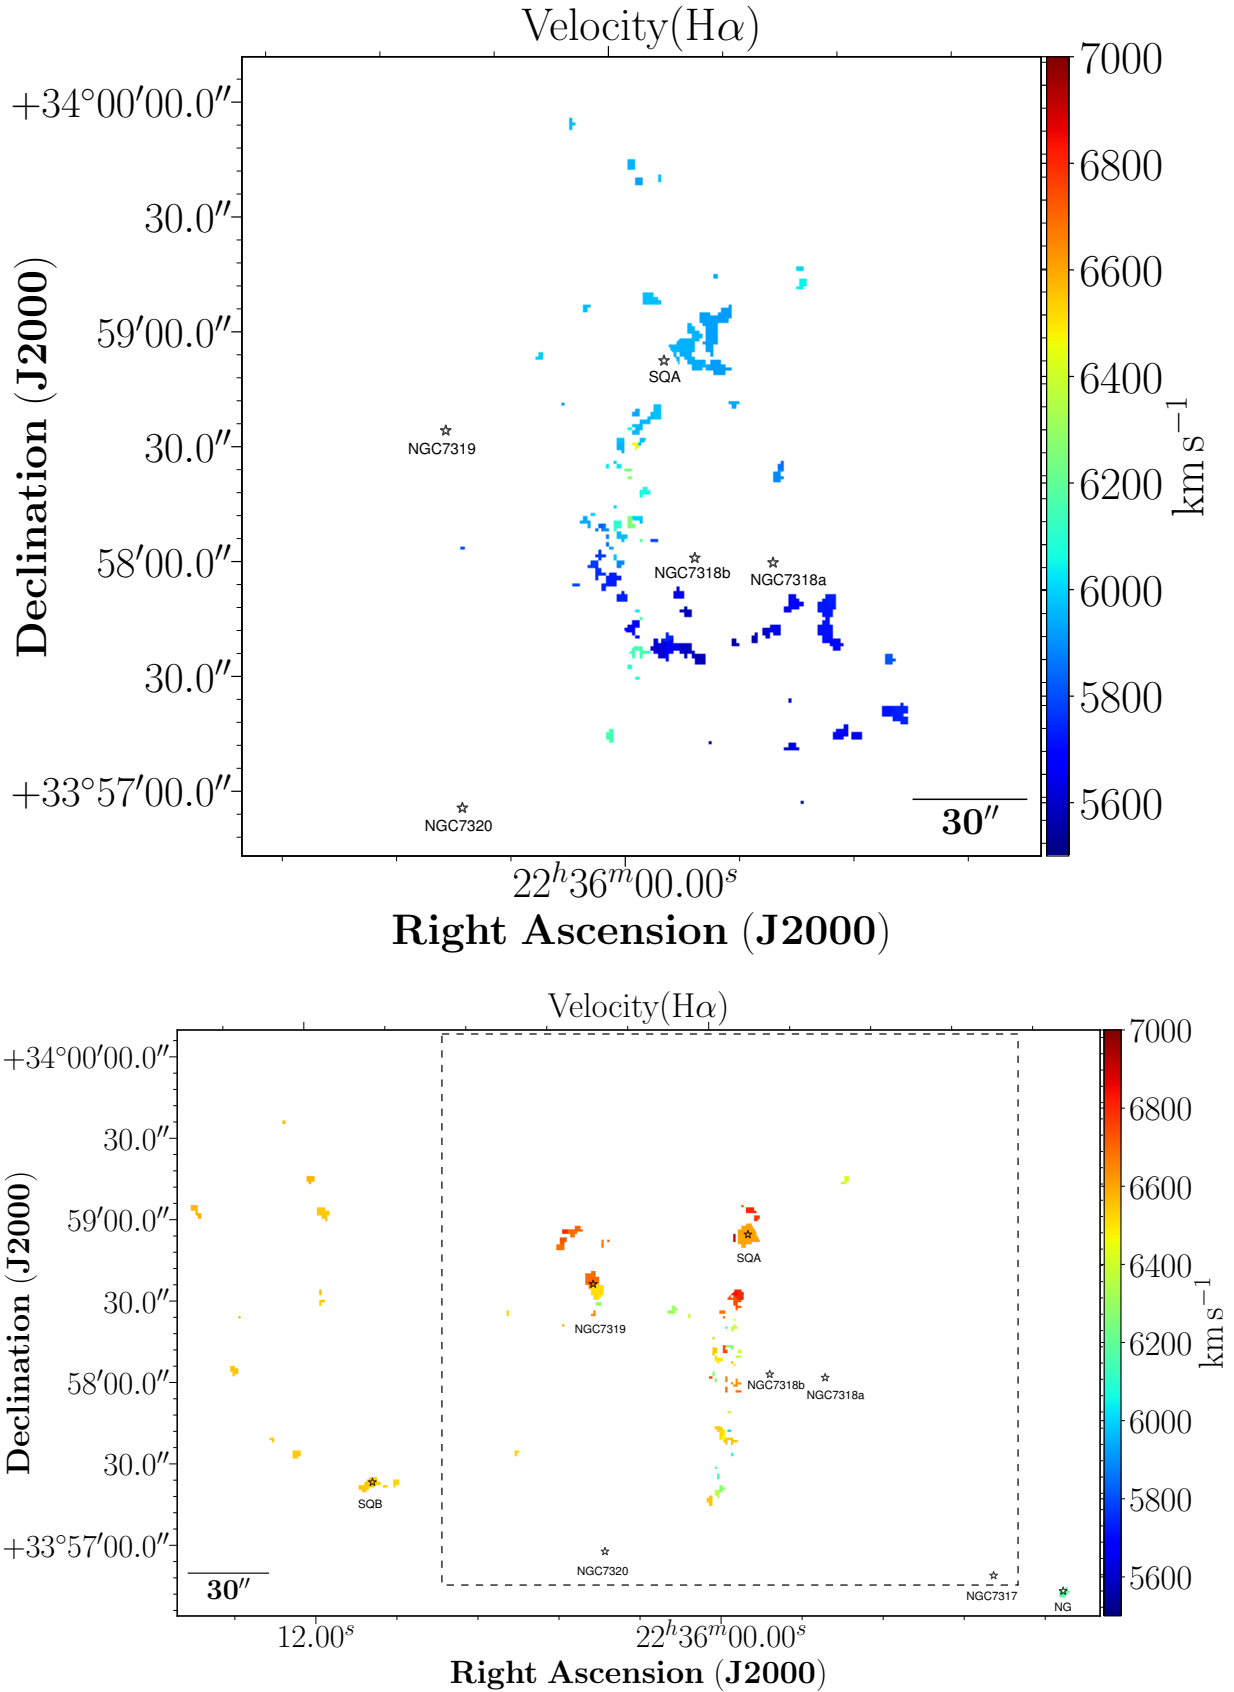 Velocity(Hα)
+34°00′00.0″
30.0″
59′00.0″
30.0″
58′00.0″
30.0″
+33°57′00.0″
Declination (J2000)
SQA
NGC7319
NGC7318b
NGC7318a
NGC7320
30″
22h36m00.00s
Right Ascension (J2000)
7000
6800
6600
6400
6200
6000
5800
5600
km s−1
Velocity(Hα)
+34°00′00.0″
30.0″
59′00.0″
30.0″
58′00.0″
30.0″
+33°57′00.0″
Declination (J2000)
SQA
NGC7319
NGC7318b
NGC7318a
SQB
NGC7320
NGC7317
NG
30″
12.00s
22h36m00.00s
Right Ascension (J2000)
7000
6800
6600
6400
6200
6000
5800
5600
km s−1